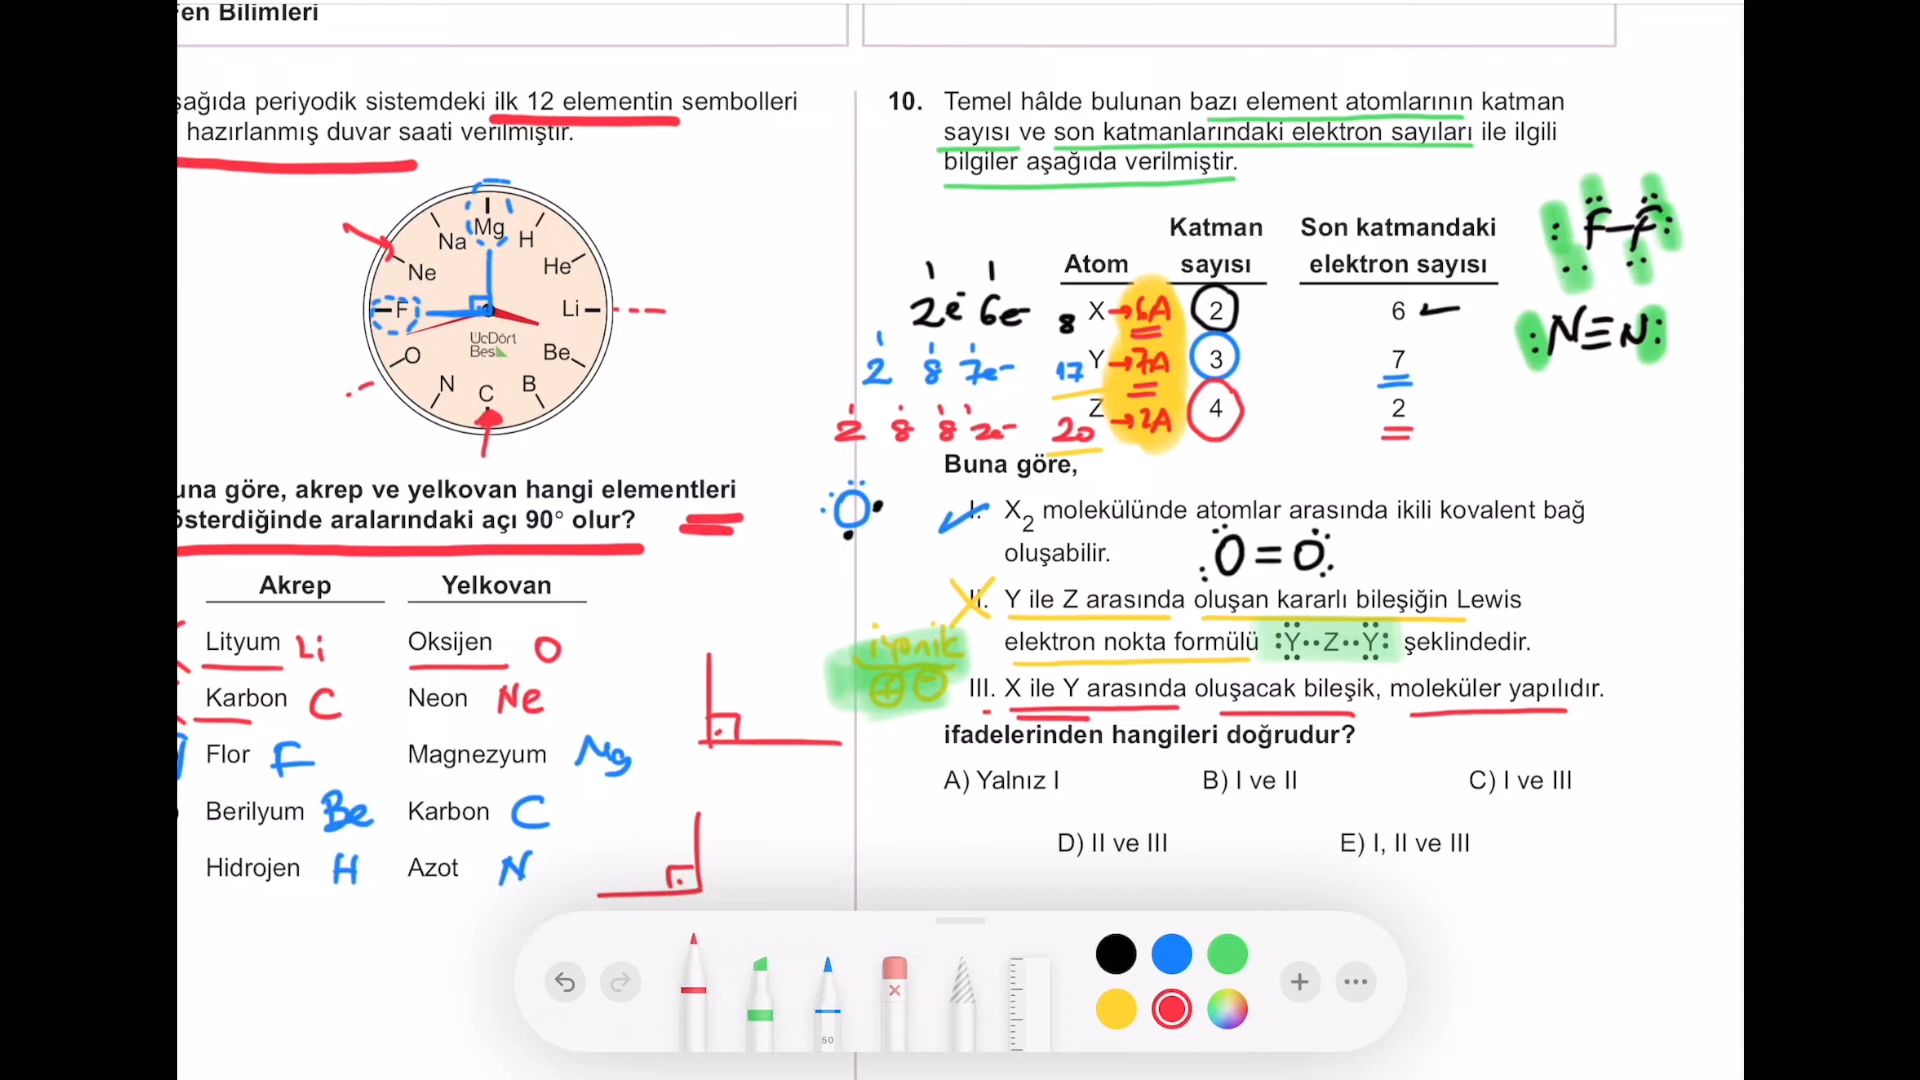 Fen Bilimleri
şağıda periyodik sistemdeki ilk 12 elementin sembolleri
hazırlanmış duvar saati verilmiştir.
Mg
H
He
Li
Be
B
C
N
O
F
Ne
Na
ÜçDört
Beş
una göre, akrep ve yelkovan hangi elementleri
österdiğinde aralarındaki açı 90° olur?
Akrep Yelkovan
Lityum Li Oksijen O
Karbon C Neon Ne
Flor F Magnezyum Mg
Berilyum Be Karbon C
Hidrojen H Azot N
10. Temel hâlde bulunan bazı element atomlarının katman
sayısı ve son katmanlarındaki elektron sayıları ile ilgili
bilgiler aşağıda verilmiştir.
Atom Katman sayısı Son katmandaki elektron sayısı
2e⁻ 6e⁻ 8 X→6A 2 6
2 8 7e⁻ 17 Y→7A 3 7
2 8 8 2e⁻ 20 Z→2A 4 2
F–F
N≡N
Buna göre,
I. X₂ molekülünde atomlar arasında ikili kovalent bağ
oluşabilir.
O
O=O
II. Y ile Z arasında oluşan kararlı bileşiğin Lewis
elektron nokta formülü :Y··Z··Y: şeklindedir.
iyonik
+ −
III. X ile Y arasında oluşacak bileşik, moleküler yapılıdır.
ifadelerinden hangileri doğrudur?
A) Yalnız I B) I ve II C) I ve III
D) II ve III E) I, II ve III
50